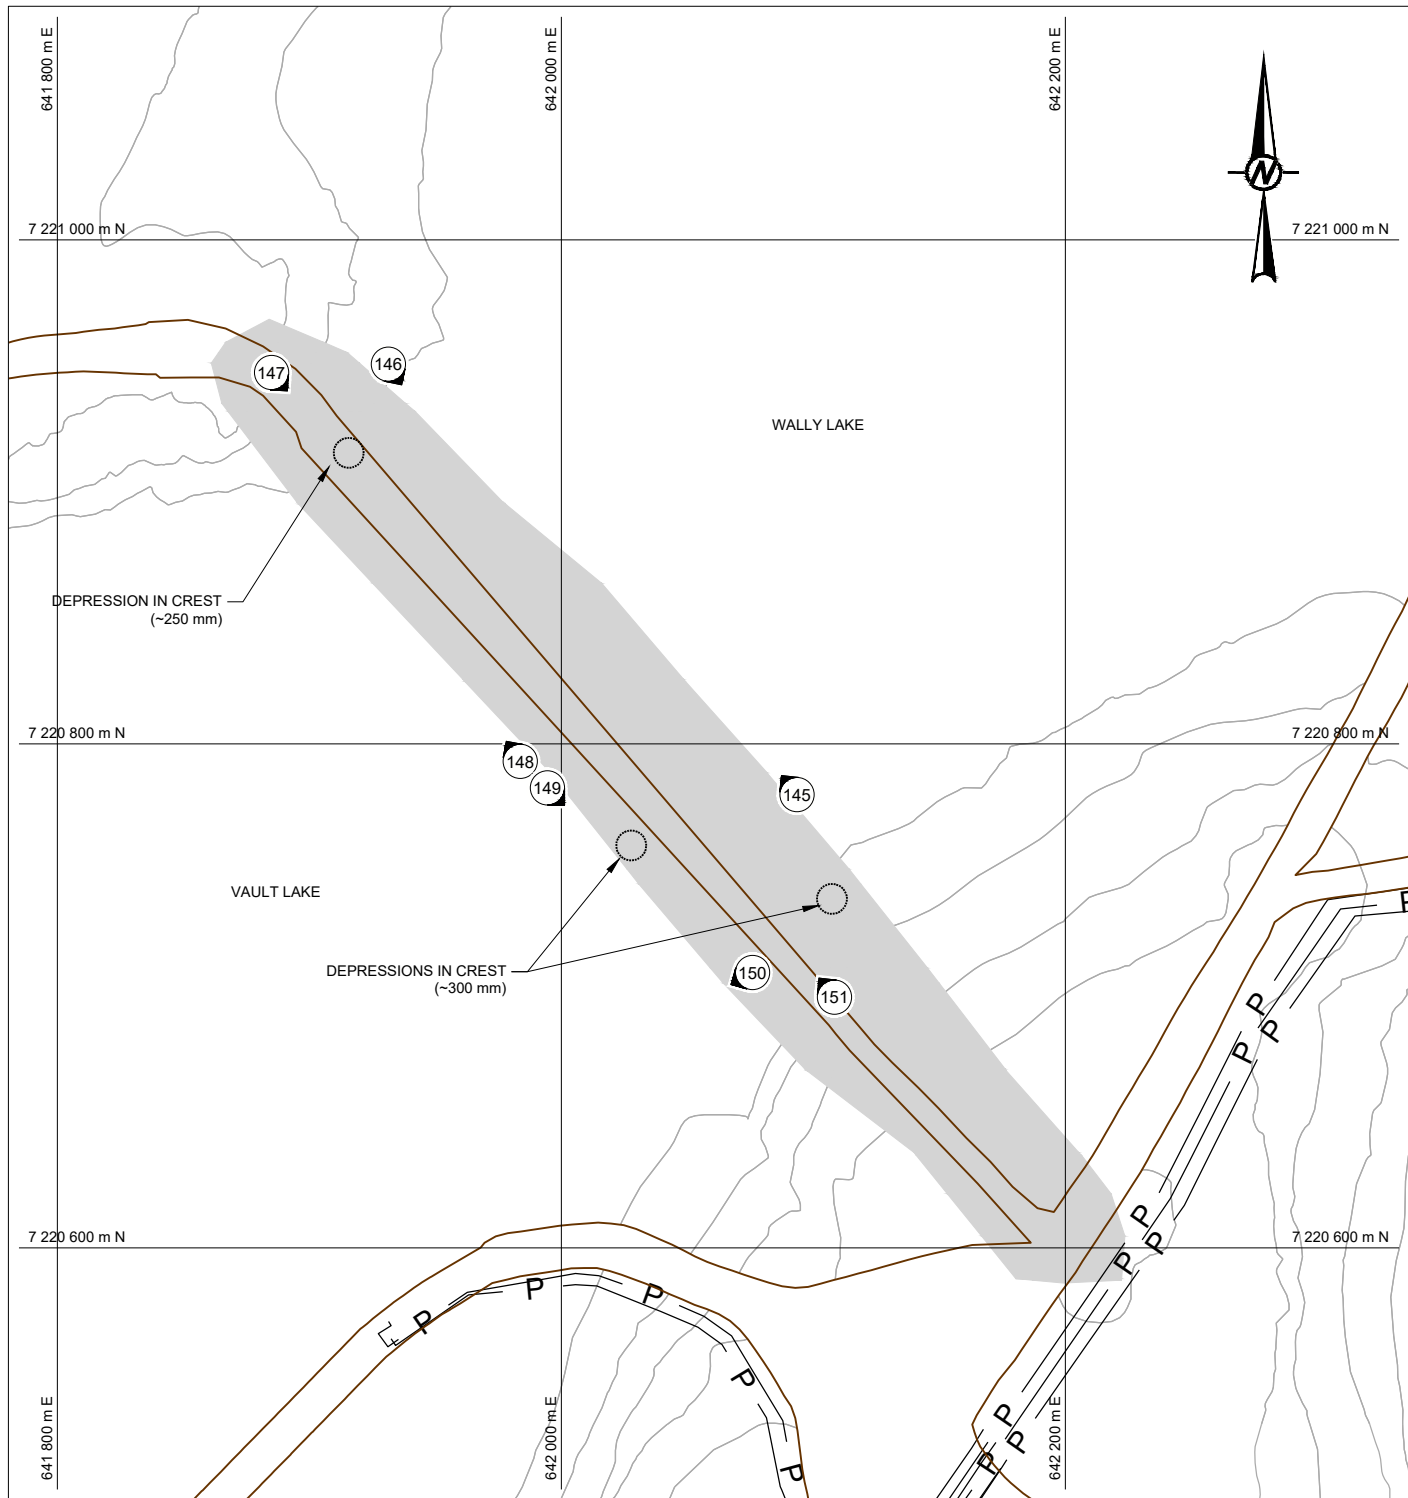 641 800 m E
642 000 m E
642 200 m E
N
7 221 000 m N
7 221 000 m N
146
147
WALLY LAKE
DEPRESSION IN CREST
(~250 mm)
7 220 800 m N
7 220 800 m N
148
149
145
VAULT LAKE
DEPRESSIONS IN CREST
(~300 mm)
150
151
P
P
P
P
P
P
P
P
7 220 600 m N
7 220 600 m N
P
P
P
P
P
P
P
P
641 800 m E
642 000 m E
642 200 m E